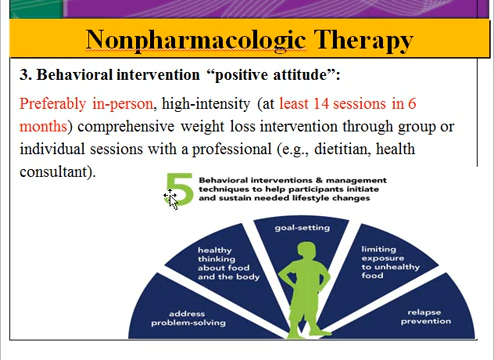 Nonpharmacologic Therapy
3. Behavioral intervention “positive attitude”:
Preferably in-person, high-intensity (at least 14 sessions in 6
months) comprehensive weight loss intervention through group or
individual sessions with a professional (e.g., dietitian, health
consultant).
5
Behavioral interventions & management
techniques to help participants initiate
and sustain needed lifestyle changes
address
problem-solving
healthy
thinking
about food
and the body
goal-setting
limiting
exposure
to unhealthy
food
relapse
prevention